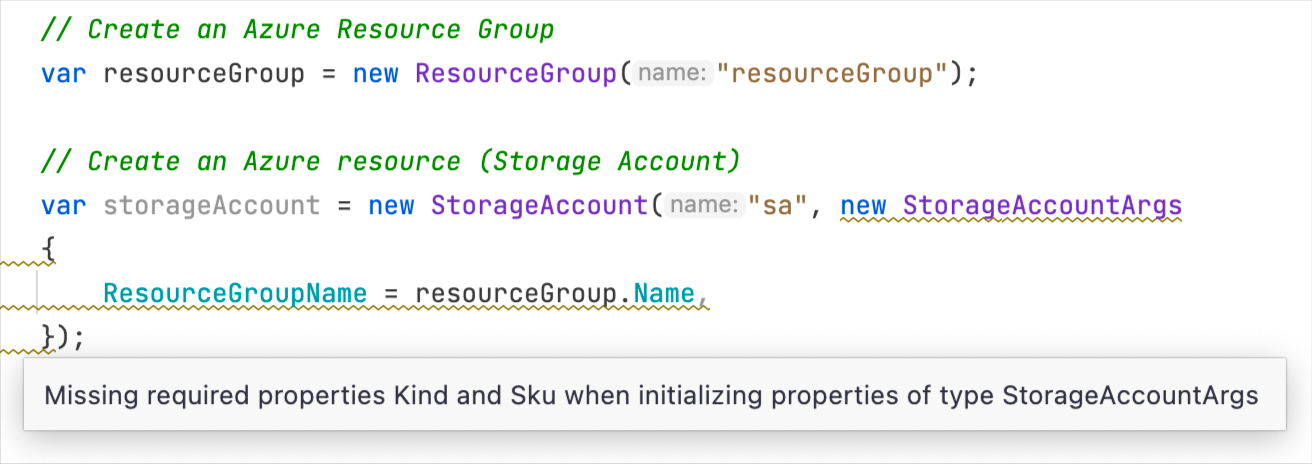 // Create an Azure Resource Group
var resourceGroup = new ResourceGroup(name:"resourceGroup");
// Create an Azure resource (Storage Account)
var storageAccount = new StorageAccount(name:"sa", new StorageAccountArgs
{
ResourceGroupName = resourceGroup.Name,
});
Missing required properties Kind and Sku when initializing properties of type StorageAccountArgs